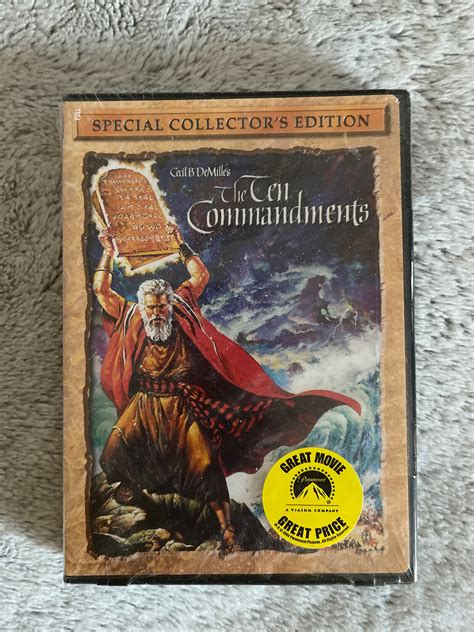 SPECIAL COLLECTOR'S EDITION
Cecil B. DeMille's
The Ten
Commandments
GREAT MOVIE
Paramount
A VIACOM COMPANY
GREAT PRICE